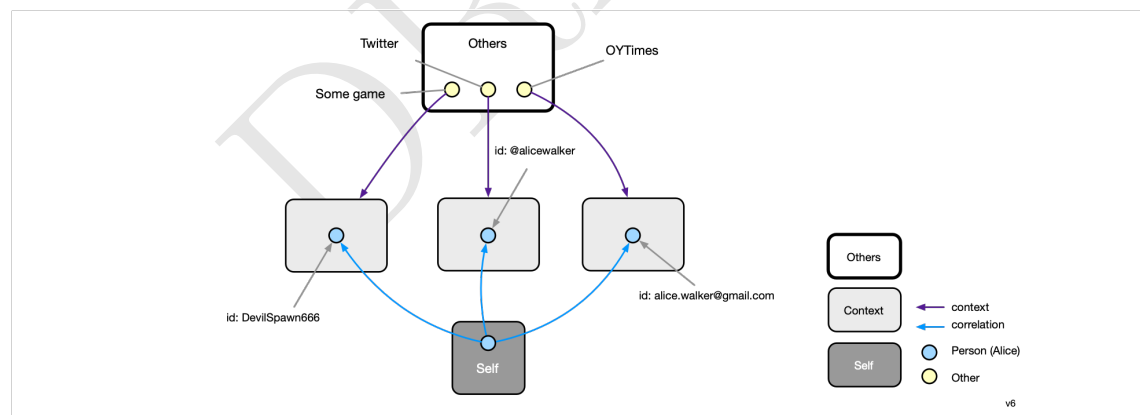 Twitter
Others
OYTimes
Some game
id: @alicewalker
id: DevilSpawn666
id: alice.walker@gmail.com
Self
Others
Context
context
correlation
Self
Person (Alice)
Other
v6